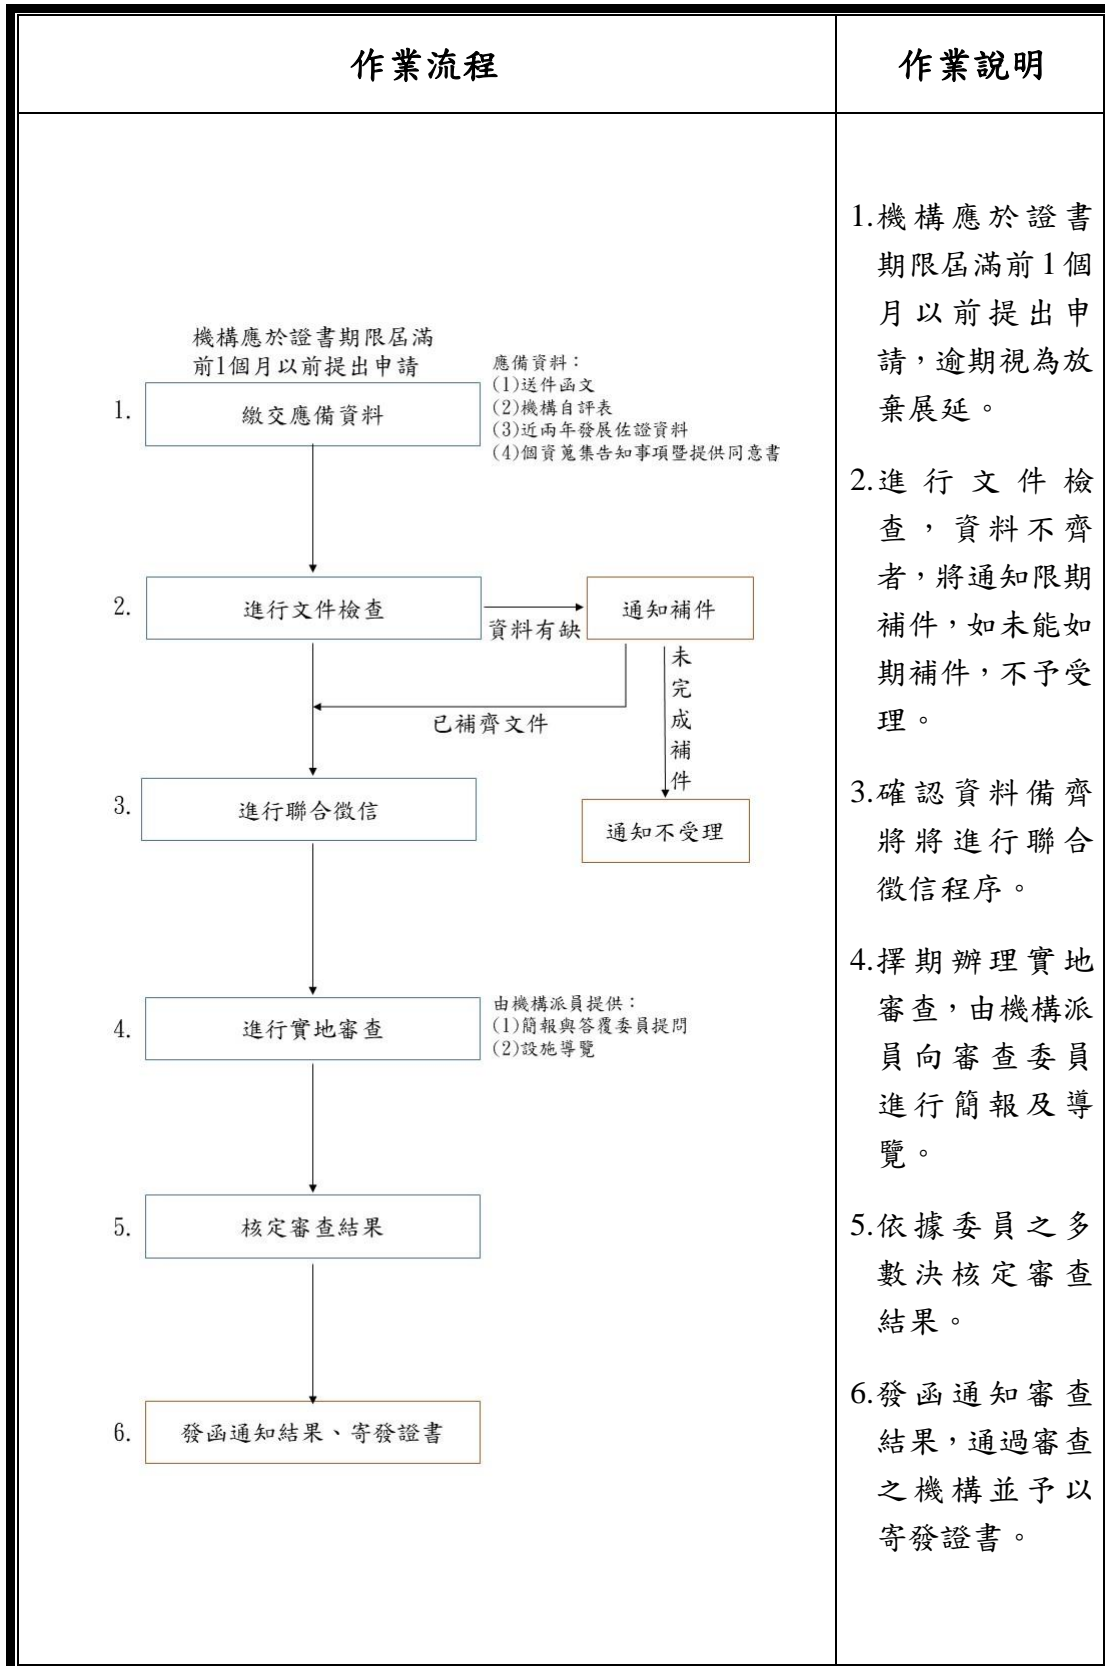 作業流程
作業說明
機構應於證書期限屆滿
前1個月以前提出申請
應備資料：
(1)送件函文
(2)機構自評表
(3)近兩年發展佐證資料
(4)個資蒐集告知事項暨提供同意書
1.
繳交應備資料
2.
進行文件檢查
資料有缺
通知補件
未完成補件
已補齊文件
3.
進行聯合徵信
通知不受理
4.
進行實地審查
由機構派員提供：
(1)簡報與答覆委員提問
(2)設施導覽
5.
核定審查結果
6.
發函通知結果、寄發證書
1.機構應於證書
期限屆滿前1個
月以前提出申
請，逾期視為放
棄展延。
2.進行文件檢
查，資料不齊
者，將通知限期
補件，如未能如
期補件，不予受
理。
3.確認資料備齊
將將進行聯合
徵信程序。
4.擇期辦理實地
審查，由機構派
員向審查委員
進行簡報及導
覽。
5.依據委員之多
數決核定審查
結果。
6.發函通知審查
結果，通過審查
之機構並予以
寄發證書。